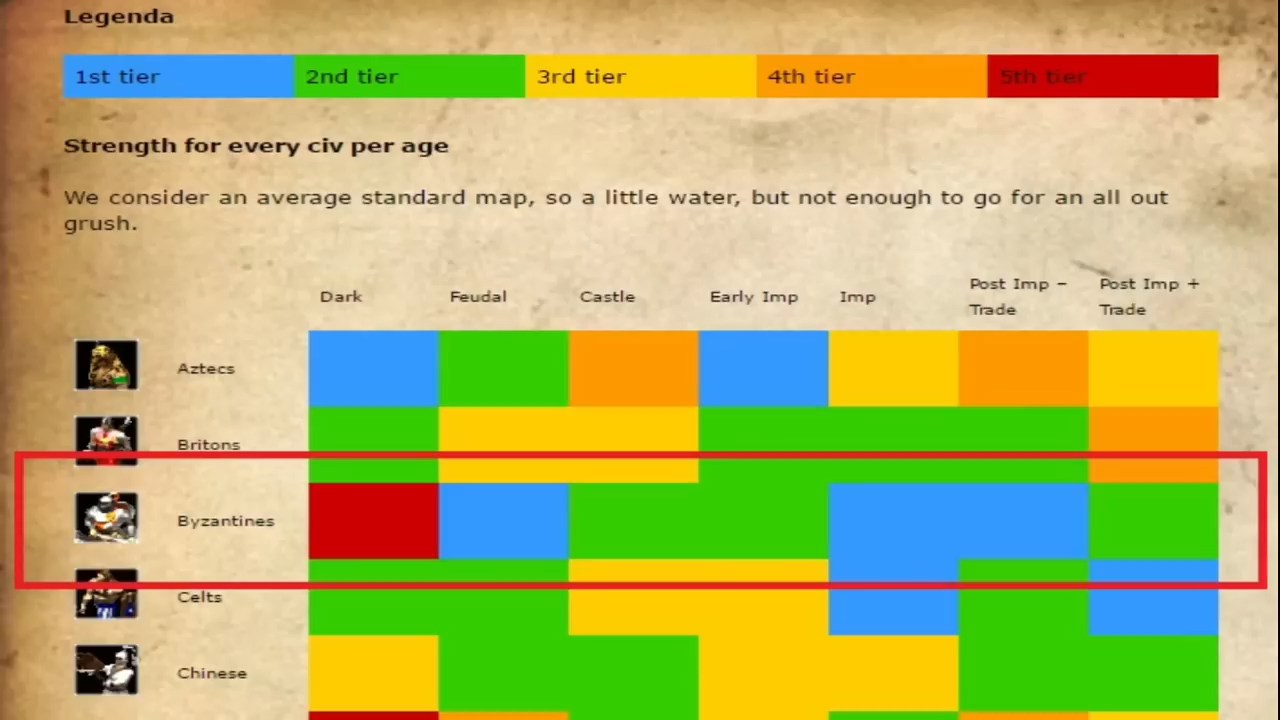 Legenda
1st tier 2nd tier 3rd tier 4th tier 5th tier
Strength for every civ per age
We consider an average standard map, so a little water, but not enough to go for an all out
grush.
Dark Feudal Castle Early Imp Imp Post Imp – Trade Post Imp + Trade
Aztecs
Britons
Byzantines
Celts
Chinese